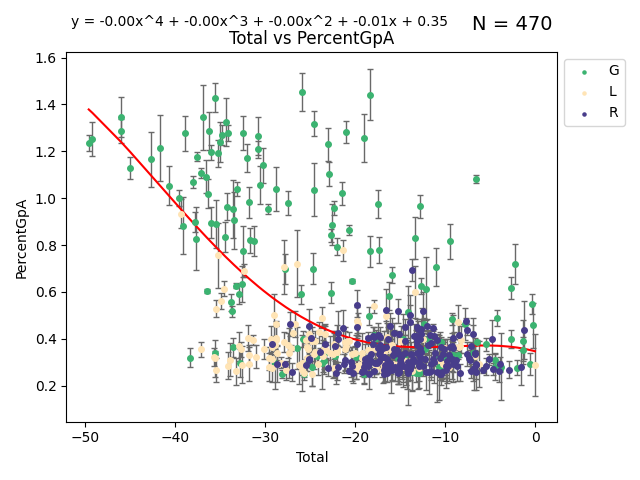 y = -0.00x^4 + -0.00x^3 + -0.00x^2 + -0.01x + 0.35
N = 470
Total vs PercentGpA
PercentGpA
1.6
1.4
1.2
1.0
0.8
0.6
0.4
0.2
−50
−40
−30
−20
−10
0
Total
G
L
R